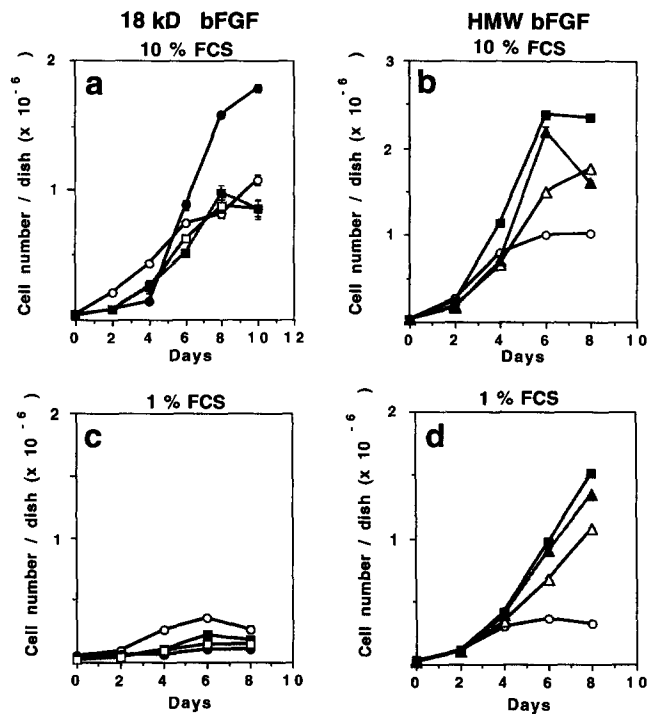 18 kD bFGF
10 % FCS
a
Cell number / dish (x 10 -6 )
2
1
0 2 4 6 8 10 12
Days
HMW bFGF
10 % FCS
b
Cell number / dish (x 10 -6 )
3
2
1
0 2 4 6 8 10
Days
1 % FCS
c
Cell number / dish (x 10 -6 )
2
1
0 2 4 6 8 10
Days
1 % FCS
d
Cell number / dish (x 10 -6 )
2
1
0 2 4 6 8 10
Days